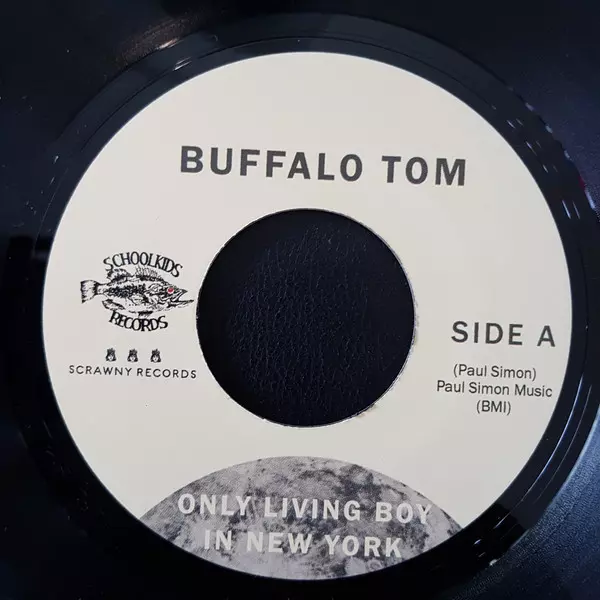 BUFFALO TOM
SCHOOLKIDS
RECORDS
SCRAWNY RECORDS
SIDE A
(Paul Simon)
Paul Simon Music
(BMI)
ONLY LIVING BOY
IN NEW YORK